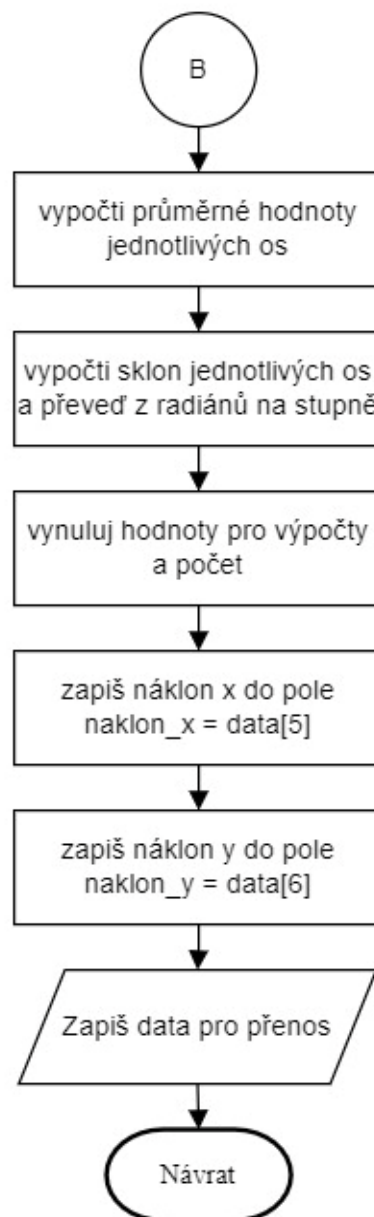 B
vypočti průměrné hodnoty
jednotlivých os
vypočti sklon jednotlivých os
a převeď z radiánů na stupně
vynuluj hodnoty pro výpočty
a počet
zapiš náklon x do pole
naklon_x = data[5]
zapiš náklon y do pole
naklon_y = data[6]
Zapiš data pro přenos
Návrat